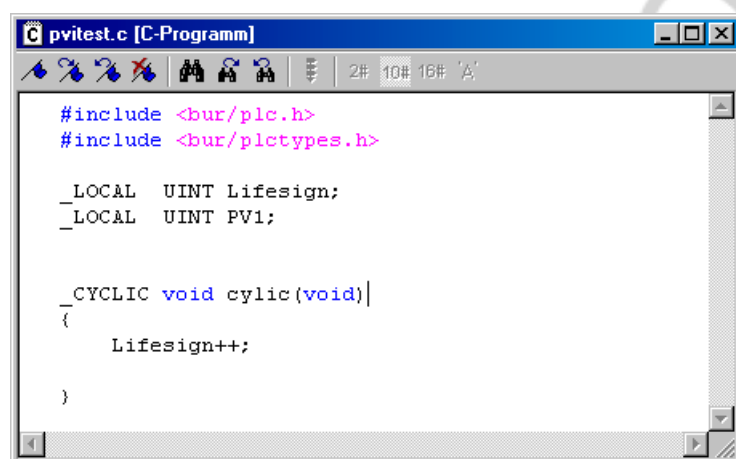 C pvitest.c [C-Programm]
2# 10# 16# 'A'
#include <bur/plc.h>
#include <bur/plctypes.h>
_LOCAL  UINT Lifesign;
_LOCAL  UINT PV1;
_CYCLIC void cylic(void)
{
    Lifesign++;
}